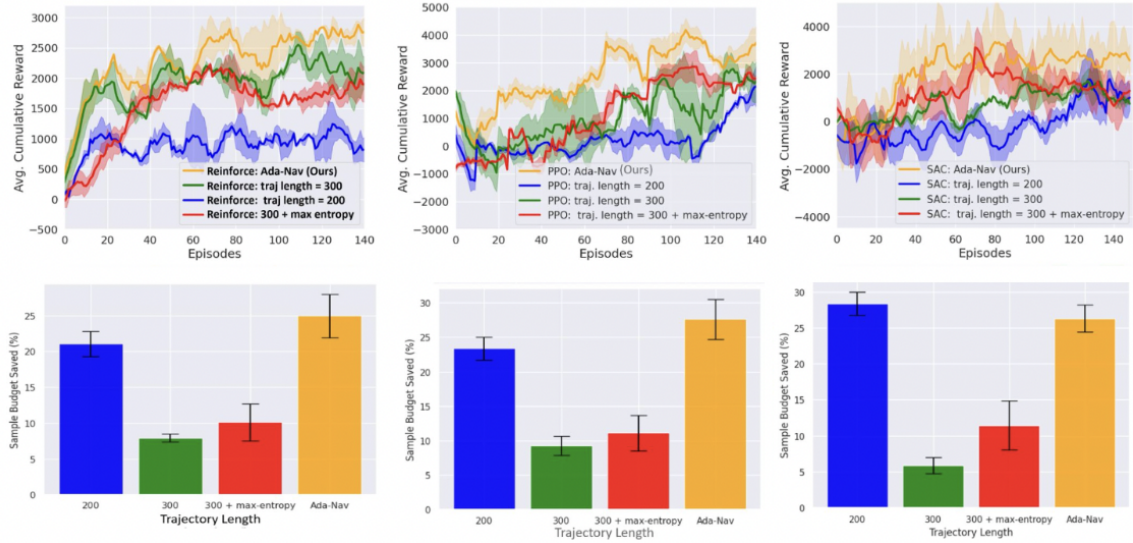 3000
2500
2000
1500
1000
500
0
−500
Avg. Cumulative Reward
Reinforce: Ada-Nav (Ours)
Reinforce: traj length = 300
Reinforce: traj length = 200
Reinforce: 300 + max entropy
0 20 40 60 80 100 120 140
Episodes
6000
5000
4000
3000
2000
1000
0
−1000
2000
3000
Avg. Cumulative Reward
PPO: Ada-Nav (Ours)
PPO: traj. length = 200
PPO: traj. length = 300
PPO: traj. length = 300 + max-entropy
0 20 40 60 80 100 120 140
Episodes
4000
2000
0
−2000
−4000
Avg. Cumulative Reward
SAC: Ada-Nav (Ours)
SAC: traj. length = 200
SAC: traj. length = 300
SAC: traj. length = 300 + max-entropy
0 20 40 60 80 100 120 140
Episodes
25
20
15
10
5
0
Sample Budget Saved (%)
200 300 300 + max-entropy Ada-Nav
Trajectory Length
30
25
20
15
10
5
0
Sample Budget Saved (%)
200 300 300 + max-entropy Ada-Nav
Trajectory Length
30
25
20
15
10
5
0
Sample Budget Saved (%)
200 300 300 + max-entropy Ada-Nav
Trajectory Length